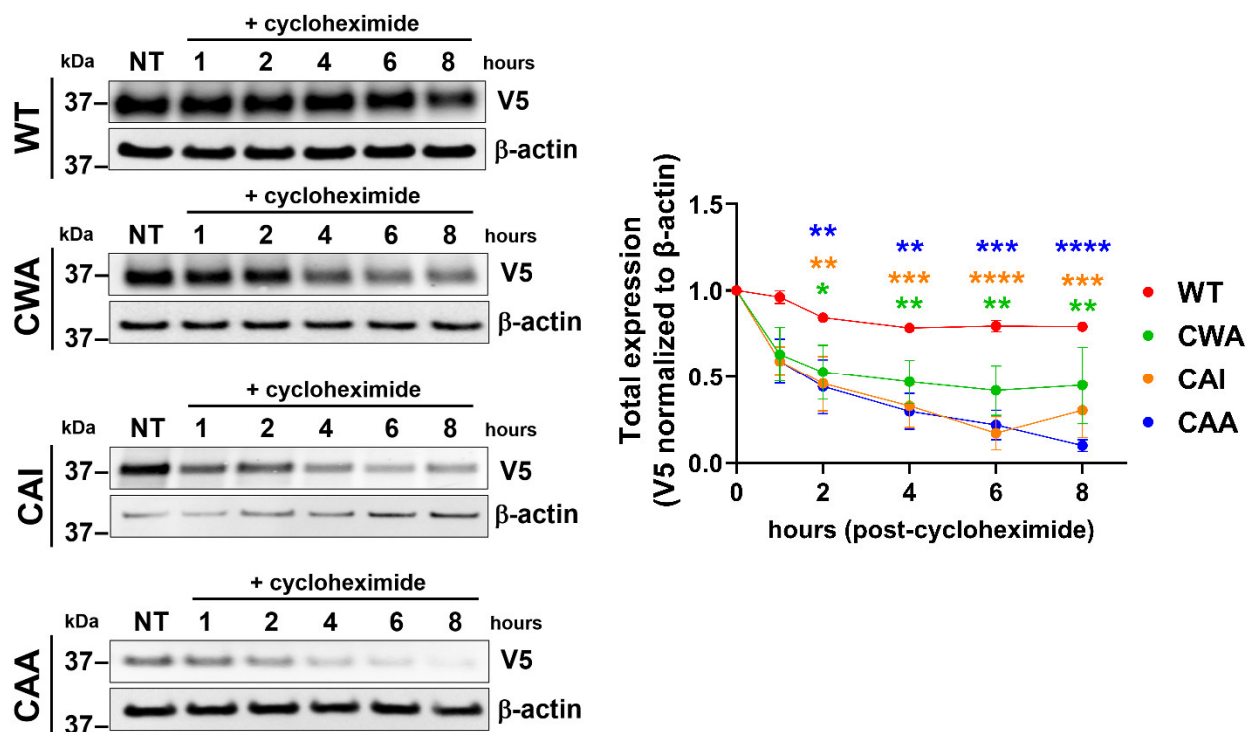 + cycloheximide
kDa NT 1 2 4 6 8 hours
WT
37 V5
37 β-actin
+ cycloheximide
kDa NT 1 2 4 6 8 hours
CWA
37 V5
37 β-actin
+ cycloheximide
kDa NT 1 2 4 6 8 hours
CAI
37 V5
37 β-actin
+ cycloheximide
kDa NT 1 2 4 6 8 hours
CAA
37 V5
37 β-actin
Total expression
(V5 normalized to β-actin)
1.5
1.0
0.5
0.0
** ** *** ****
** *** **** ***
* ** ** **
0 2 4 6 8
hours (post-cycloheximide)
WT
CWA
CAI
CAA